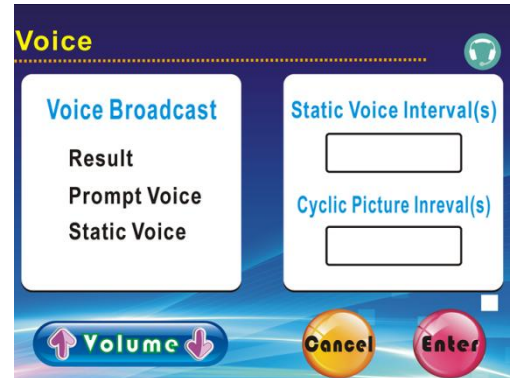 Voice
Voice Broadcast
Result
Prompt Voice
Static Voice
Static Voice Interval(s)
Cyclic Picture Inreval(s)
Volume
Cancel
Enter